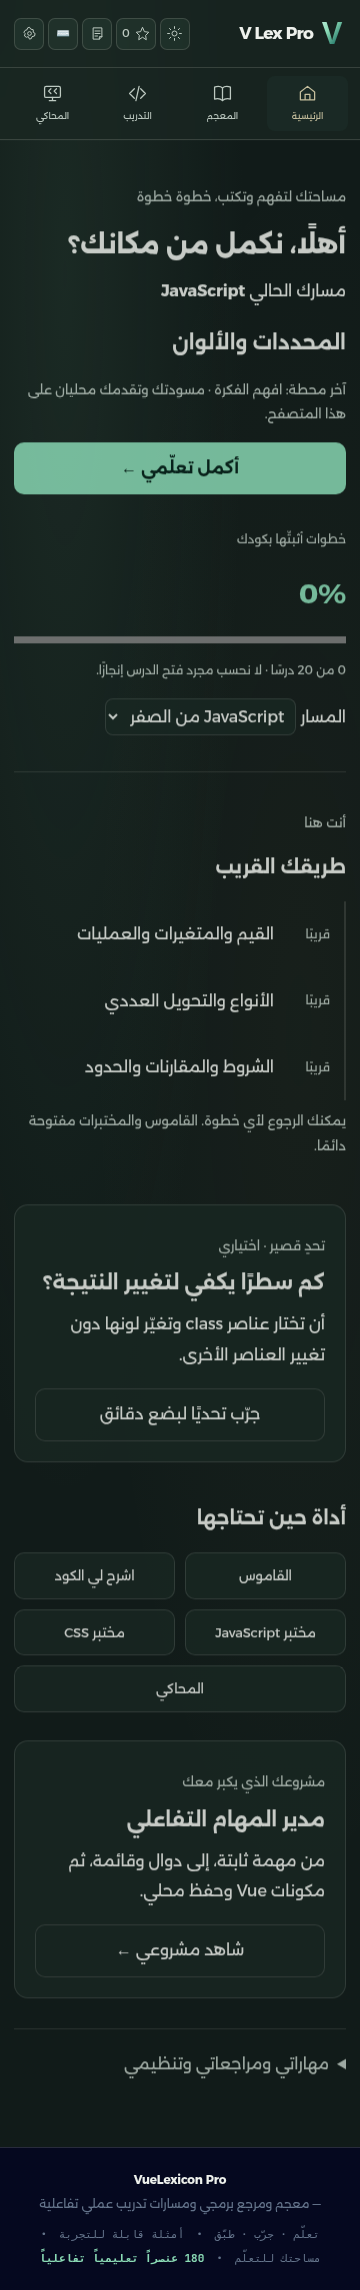 V Lex Pro
0
الرئيسية
المعجم
التدريب
المحاكي
مساحتك لتفهم وتكتب، خطوة خطوة
أهلًا، نكمل من مكانك؟
مسارك الحالي JavaScript
المحددات والألوان
آخر محطة: افهم الفكرة · مسودتك وتقدمك محليان على
هذا المتصفح.
أكمل تعلّمي ←
خطوات أثبتّها بكودك
0%
0 من 20 درسًا · لا نحسب مجرد فتح الدرس إنجازًا.
المسار JavaScript من الصفر
أنت هنا
طريقك القريب
قريبًا القيم والمتغيرات والعمليات
قريبًا الأنواع والتحويل العددي
قريبًا الشروط والمقارنات والحدود
يمكنك الرجوع لأي خطوة. القاموس والمختبرات مفتوحة
دائمًا.
تحدٍ قصير · اختياري
كم سطرًا يكفي لتغيير النتيجة؟
أن تختار عناصر class وتغيّر لونها دون
تغيير العناصر الأخرى.
جرّب تحديًا لبضع دقائق
أداة حين تحتاجها
القاموس
اشرح لي الكود
مختبر JavaScript
مختبر CSS
المحاكي
مشروعك الذي يكبر معك
مدير المهام التفاعلي
من مهمة ثابتة، إلى دوال وقائمة، ثم
مكونات Vue وحفظ محلي.
شاهد مشروعي ←
مهاراتي ومراجعاتي وتنظيمي
VueLexicon Pro
— معجم ومرجع برمجي ومسارات تدريب عملي تفاعلية
تعلّم · جرّب · طبّق • أمثلة قابلة للتجربة •
مساحتك للتعلّم • 180 عنصراً تعليمياً تفاعلياً